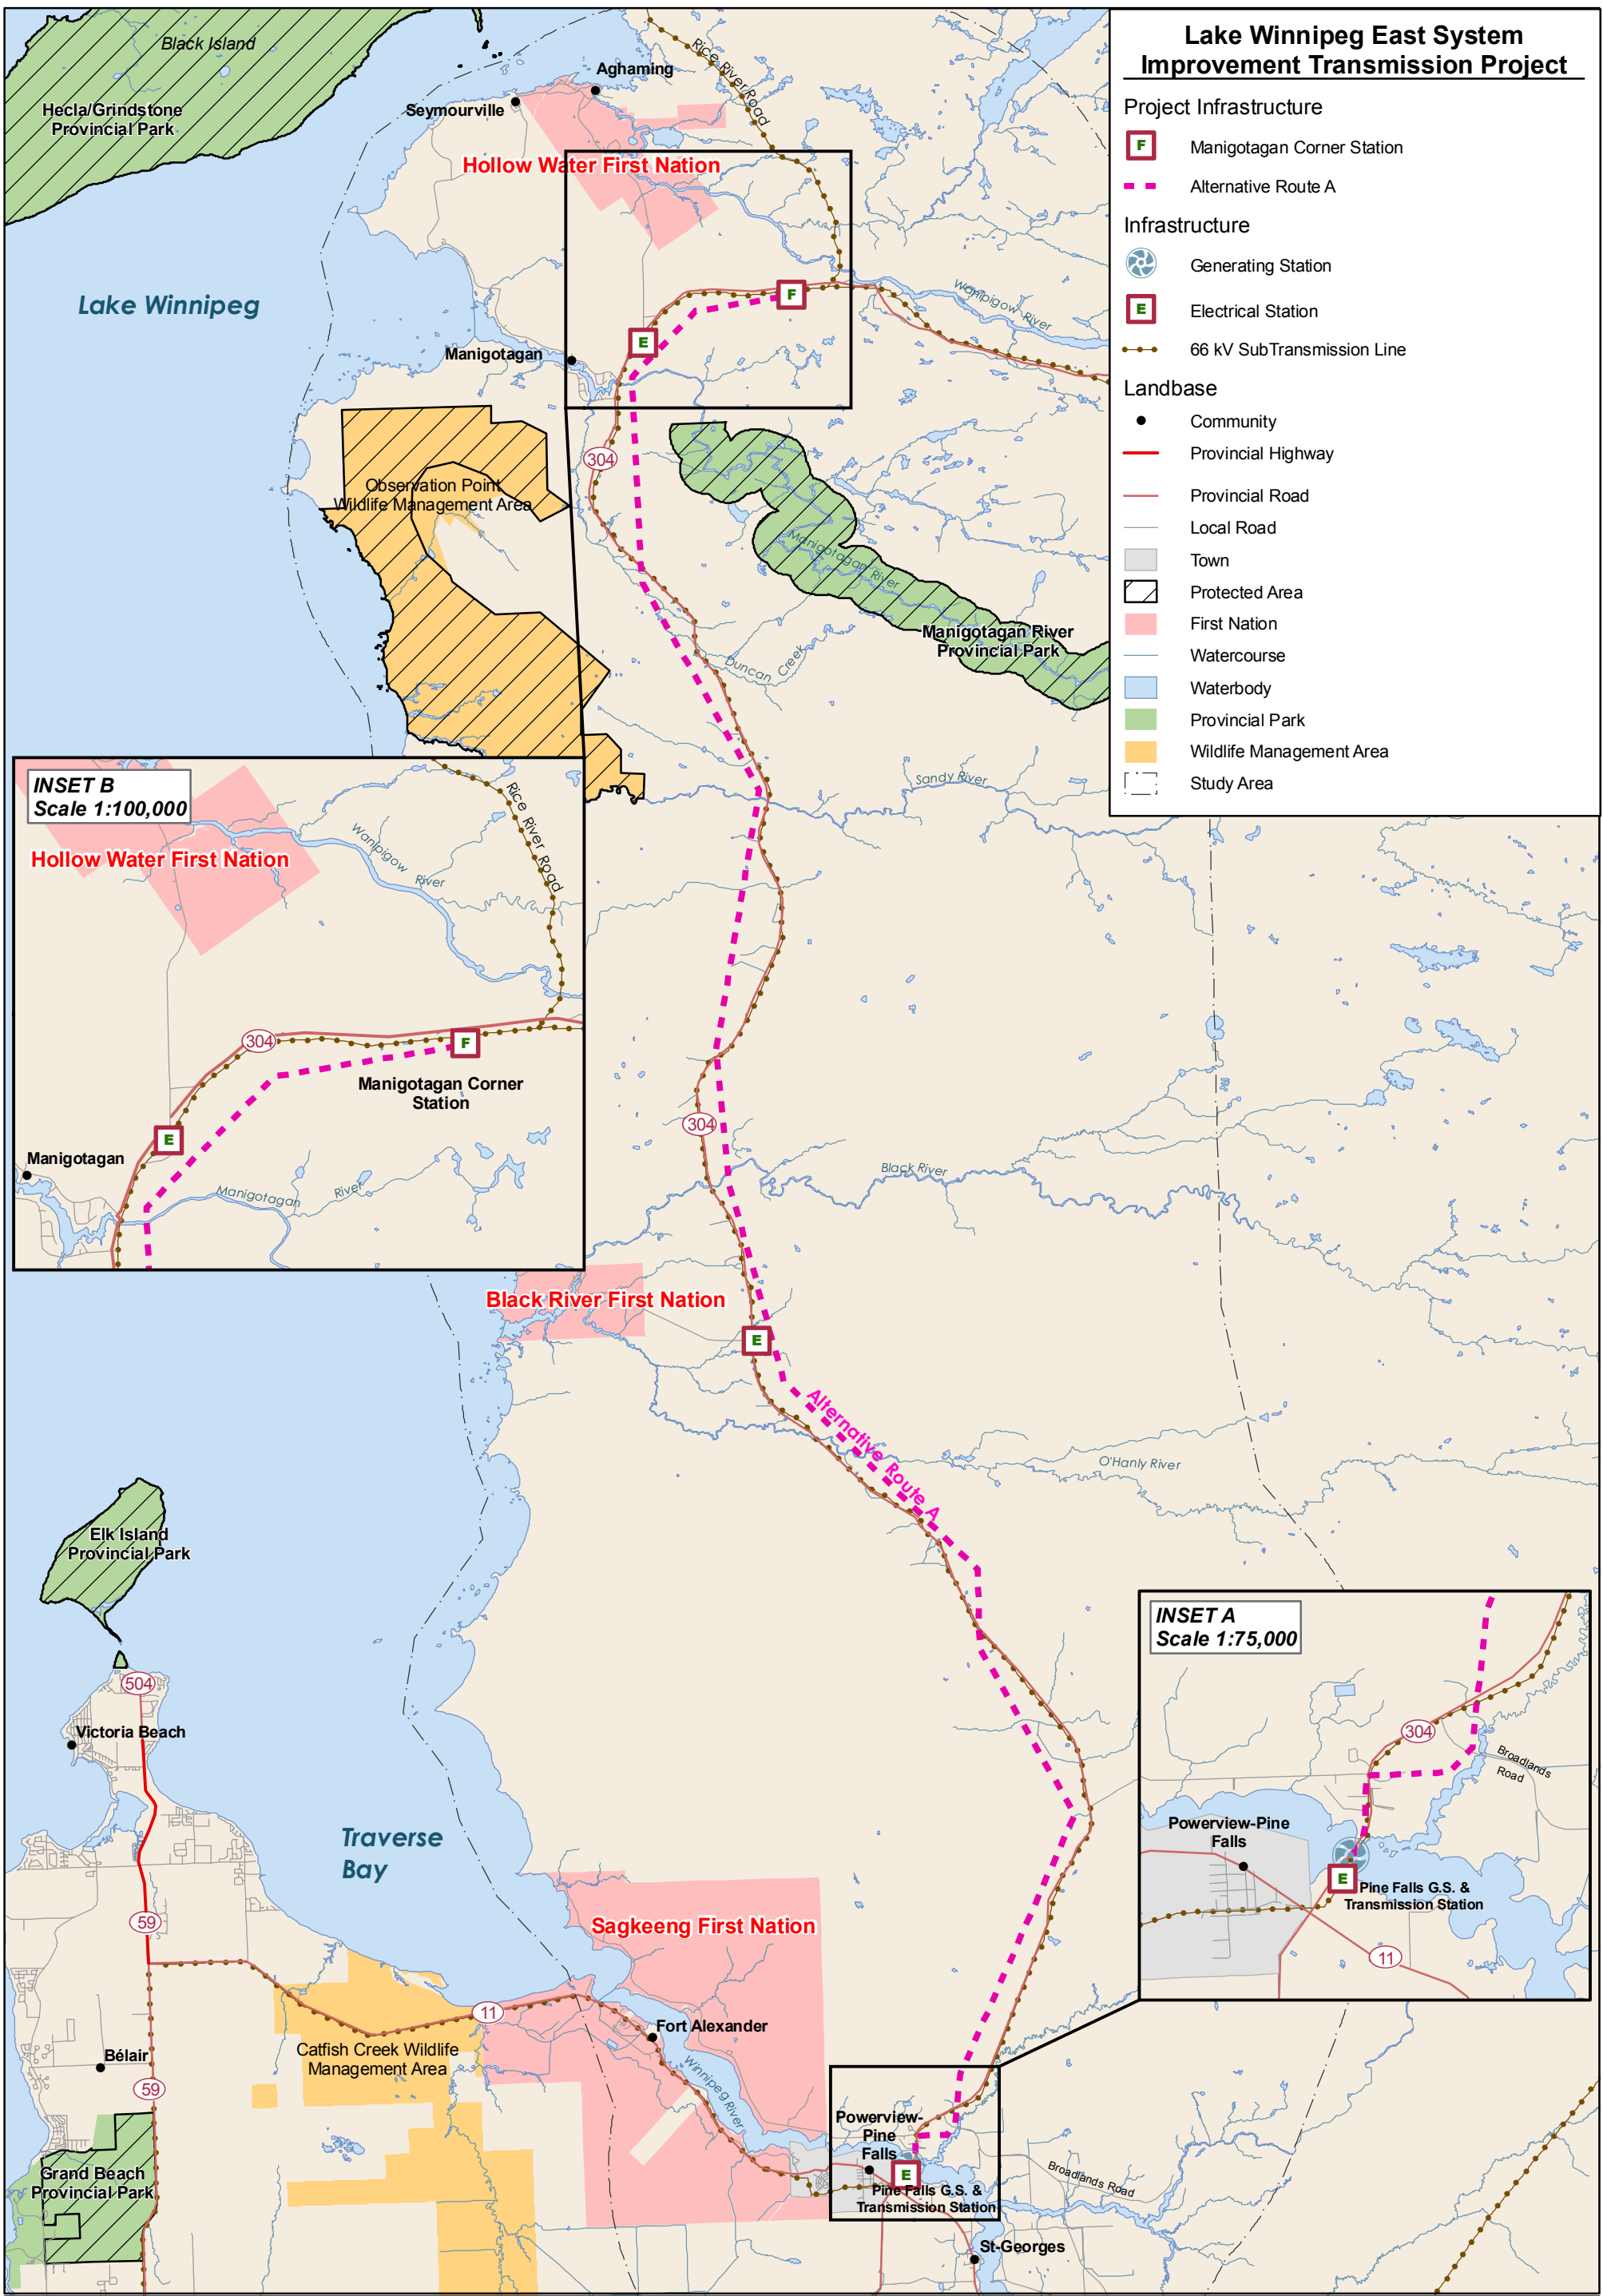 Lake Winnipeg East System
Improvement Transmission Project
Project Infrastructure
F
Manigotagan Corner Station
Alternative Route A
Infrastructure
Generating Station
E
Electrical Station
66 kV SubTransmission Line
Landbase
Community
Provincial Highway
Provincial Road
Local Road
Town
Protected Area
First Nation
Watercourse
Waterbody
Provincial Park
Wildlife Management Area
Study Area
Black Island
Hecla/Grindstone
Provincial Park
Rice River Road
Aghaming
Seymourville
Hollow Water First Nation
Lake Winnipeg
Wanipigow River
F
E
Manigotagan
304
Observation Point
Wildlife Management Area
Manigotagan River
Manigotagan River
Provincial Park
Duncan Creek
Sandy River
INSET B
Scale 1:100,000
Hollow Water First Nation
Wanipigow River
Rice River Road
304
F
Manigotagan Corner
Station
E
Manigotagan
Manigotagan River
304
Black River
Black River First Nation
E
Alternative Route A
O'Hanly River
Elk Island
Provincial Park
504
Victoria Beach
Traverse
Bay
59
Sagkeeng First Nation
11
Fort Alexander
Catfish Creek Wildlife
Management Area
Winnipeg River
Bélair
59
Grand Beach
Provincial Park
Powerview-
Pine
Falls
E
Pine Falls G.S. &
Transmission Station
Broadlands Road
St-Georges
INSET A
Scale 1:75,000
304
Broadlands
Road
Powerview-Pine
Falls
E
Pine Falls G.S. &
Transmission Station
11